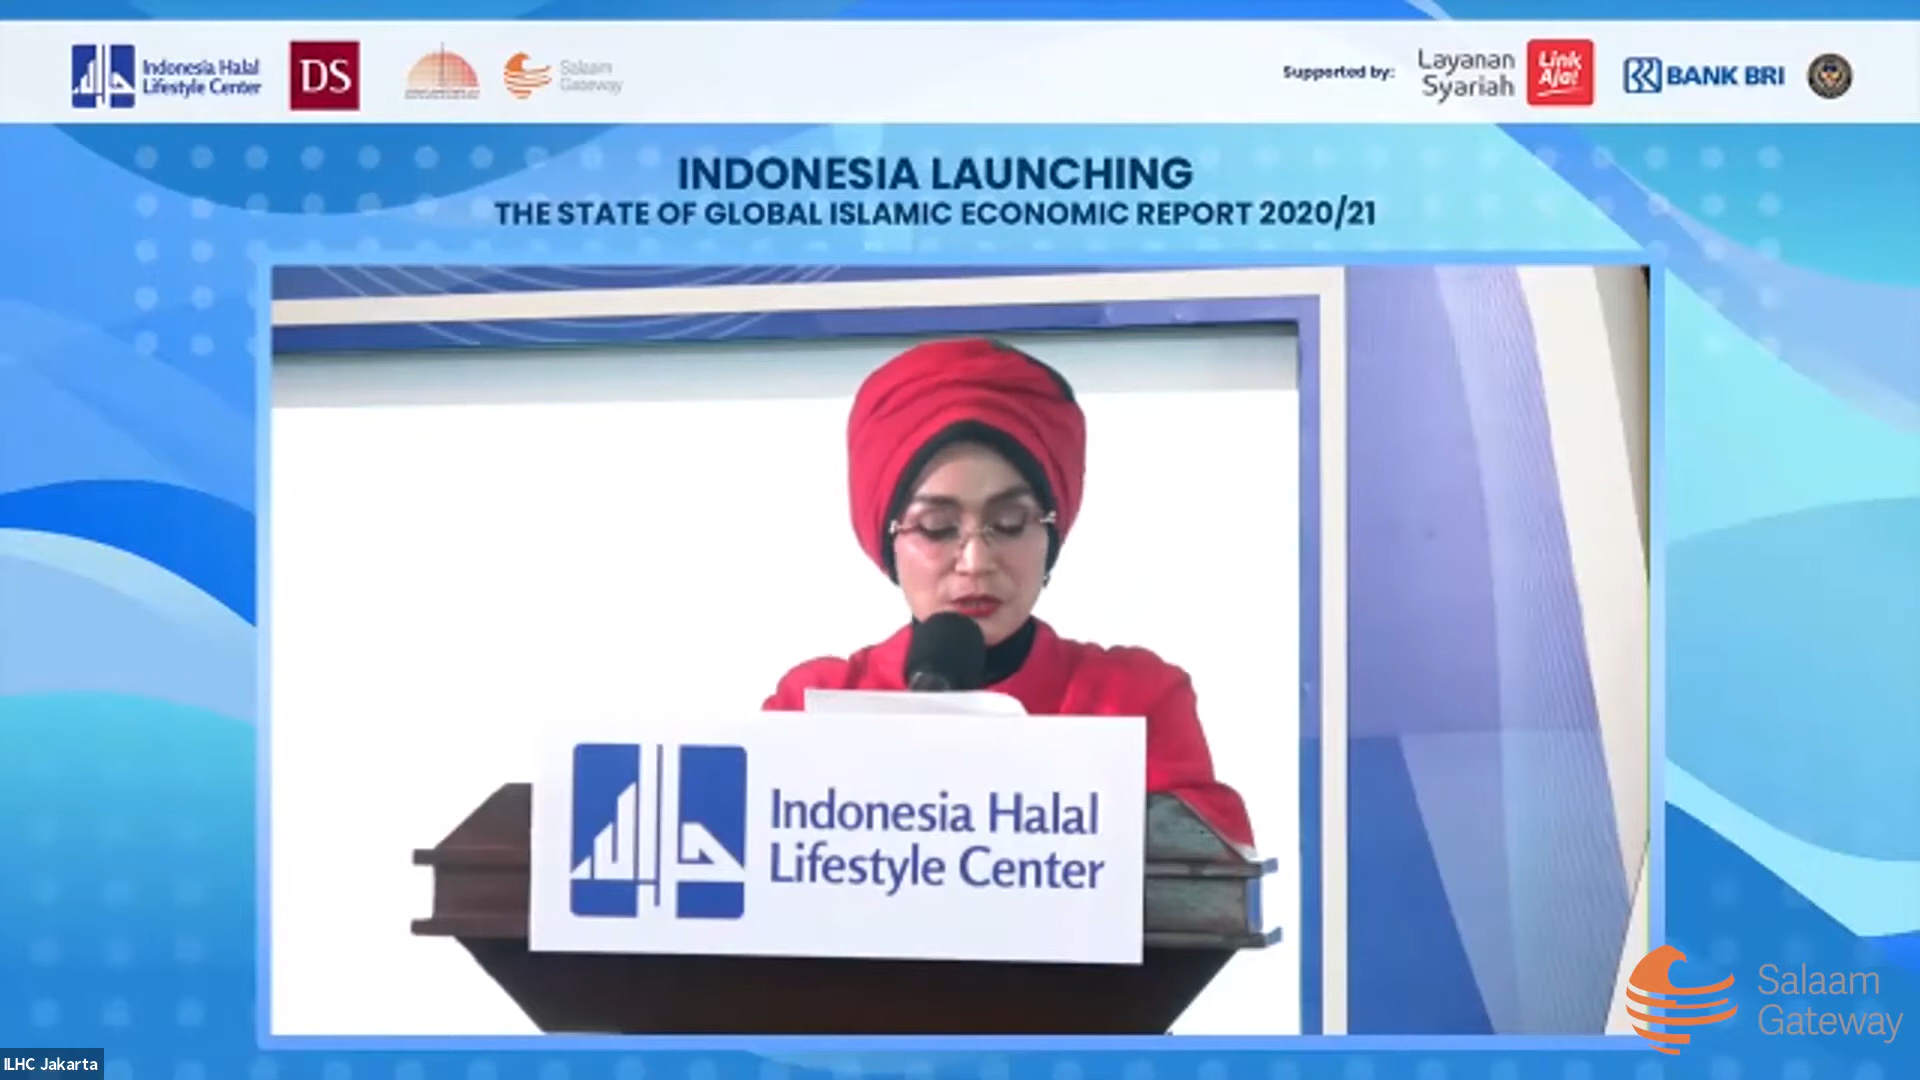 Indonesia Halal
Lifestyle Center
DS
Salaam
Gateway
Supported by:
Layanan
Syariah
Link
Aja!
BANK BRI
INDONESIA LAUNCHING
THE STATE OF GLOBAL ISLAMIC ECONOMIC REPORT 2020/21
Indonesia Halal
Lifestyle Center
Salaam
Gateway
ILHC Jakarta